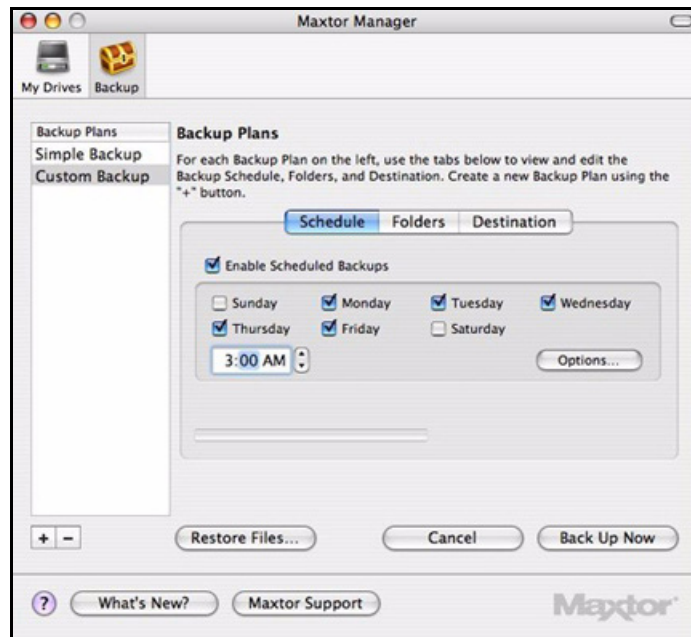 Maxtor Manager
My Drives Backup
Backup Plans
Simple Backup
Custom Backup
Backup Plans
For each Backup Plan on the left, use the tabs below to view and edit the
Backup Schedule, Folders, and Destination. Create a new Backup Plan using the
"+" button.
Schedule Folders Destination
Enable Scheduled Backups
Sunday Monday Tuesday Wednesday
Thursday Friday Saturday
3:00 AM Options...
+ − Restore Files... Cancel Back Up Now
? What's New? Maxtor Support Maxtor